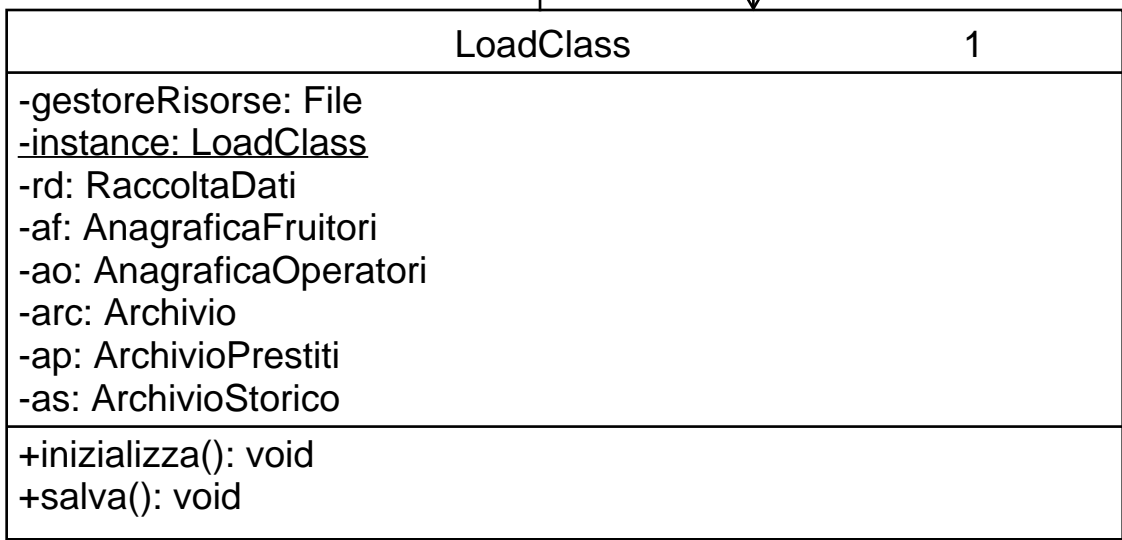 LoadClass 1
-gestoreRisorse: File
-instance: LoadClass
-rd: RaccoltaDati
-af: AnagraficaFruitori
-ao: AnagraficaOperatori
-arc: Archivio
-ap: ArchivioPrestiti
-as: ArchivioStorico
+inizializza(): void
+salva(): void